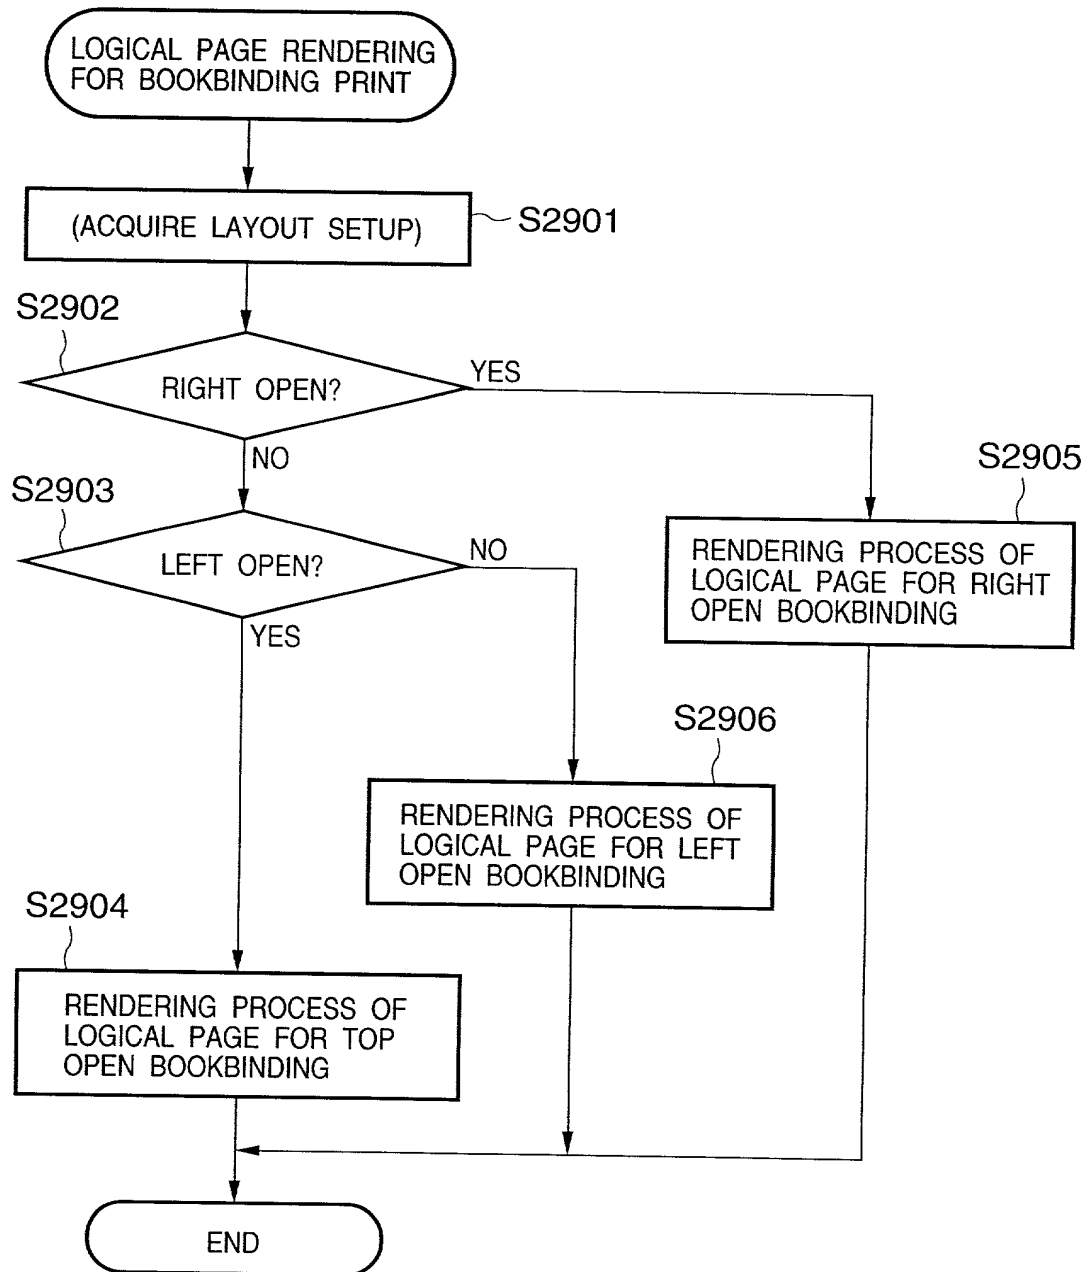 LOGICAL PAGE RENDERING
FOR BOOKBINDING PRINT
(ACQUIRE LAYOUT SETUP)
S2901
S2902
RIGHT OPEN?
YES
NO
S2905
RENDERING PROCESS OF
LOGICAL PAGE FOR RIGHT
OPEN BOOKBINDING
S2903
LEFT OPEN?
NO
YES
S2906
RENDERING PROCESS OF
LOGICAL PAGE FOR LEFT
OPEN BOOKBINDING
S2904
RENDERING PROCESS OF
LOGICAL PAGE FOR TOP
OPEN BOOKBINDING
END